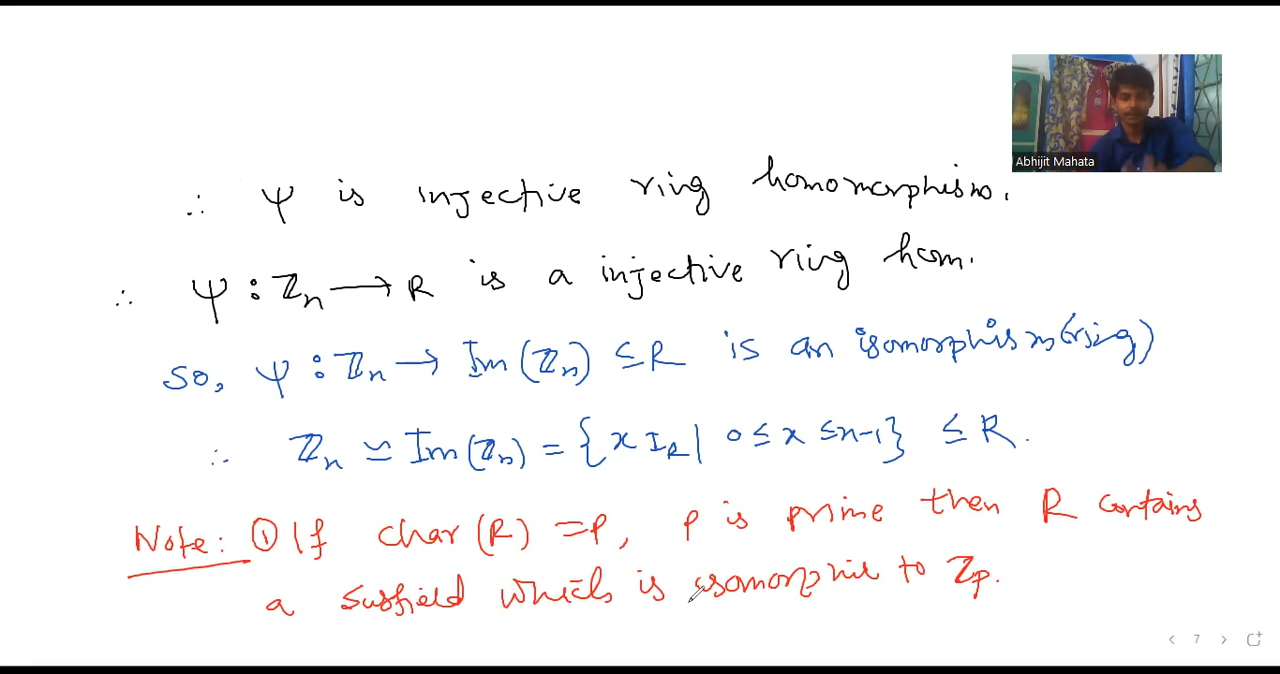 Abhijit Mahata
∴ Ψ is injective ring homomorphism.
∴ Ψ : ℤₙ ⟶ R is a injective ring hom.
So, Ψ : ℤₙ → Im(ℤₙ) ≤ R is an isomorphism(ring)
∴ ℤₙ ≃ Im(ℤₙ) = {x I_R | 0 ≤ x ≤ n-1} ≤ R.
Note: ① If char(R) = p, p is prime then R contains
a subfield which is isomorphic to ℤₚ.
< 7 >